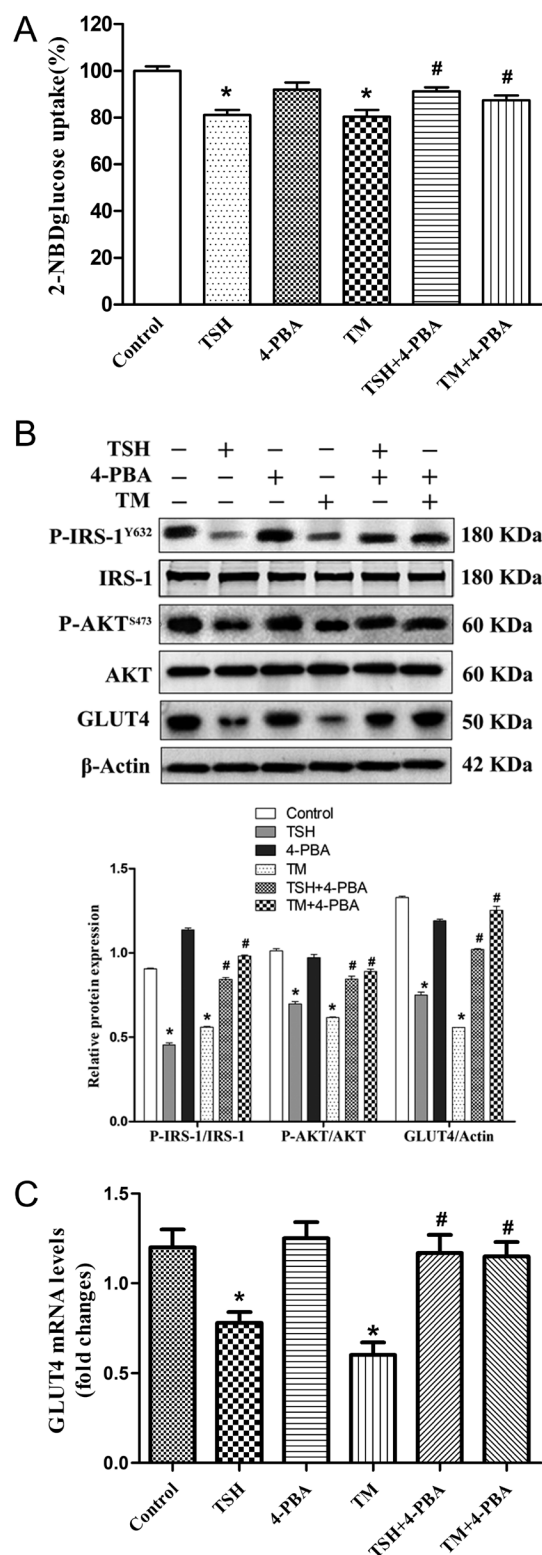 A
2-NBDglucose uptake(%)
120
100
80
60
40
20
0
* * # #
Control TSH 4-PBA TM TSH+4-PBA TM+4-PBA
B
TSH − + − − + −
4-PBA − − + − + +
TM − − − + − +
P-IRS-1Y632 180 KDa
IRS-1 180 KDa
P-AKTS473 60 KDa
AKT 60 KDa
GLUT4 50 KDa
β-Actin 42 KDa
Control
TSH
4-PBA
TM
TSH+4-PBA
TM+4-PBA
Relative protein expression
1.5
1.0
0.5
0.0
* * # # * * # # * * # #
P-IRS-1/IRS-1 P-AKT/AKT GLUT4/Actin
C
GLUT4 mRNA levels
(fold changes)
1.5
1.0
0.5
0.0
* * # #
Control TSH 4-PBA TM TSH+4-PBA TM+4-PBA